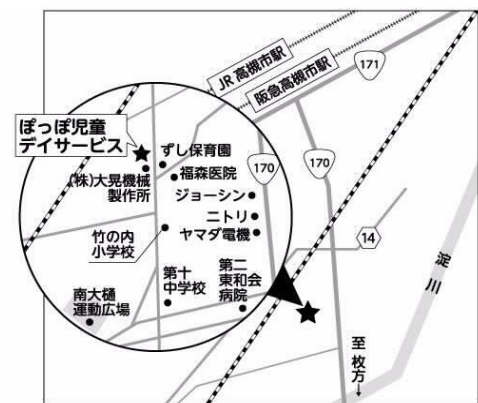 JR 高槻市駅
阪急高槻市駅
171
ぽっぽ児童
デイサービス
ずし保育園
福森医院
(株)大晃機械
製作所
170
170
ジョーシン
ニトリ
ヤマダ電機
竹の内
小学校
14
淀川
第十
中学校
第二
東和会
病院
南大樋
運動広場
至枚方→